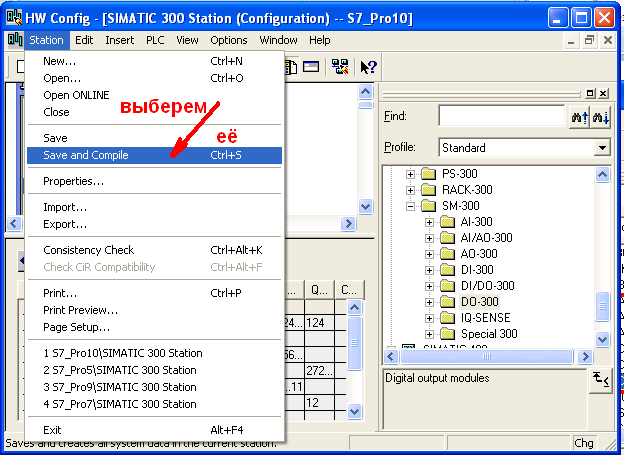 HW Config - [SIMATIC 300 Station (Configuration) -- S7_Pro10]
Station Edit Insert PLC View Options Window Help
New... Ctrl+N
Open... Ctrl+O
Open ONLINE
Close
выберем
Save
её
Save and Compile Ctrl+S
Properties...
Import...
Export...
Consistency Check Ctrl+Alt+K
Check CiR Compatibility Ctrl+Alt+F
Print... Ctrl+P
Print Preview...
Page Setup...
1 S7_Pro10\SIMATIC 300 Station
2 S7_Pro5\SIMATIC 300 Station
3 S7_Pro9\SIMATIC 300 Station
4 S7_Pro7\SIMATIC 300 Station
Exit Alt+F4
... Q... C...
24... 124
56...
272...
.11
12
Find:
Profile: Standard
PS-300
RACK-300
SM-300
AI-300
AI/AO-300
AO-300
DI-300
DI/DO-300
DO-300
IQ-SENSE
Special 300
Digital output modules
Saves and creates all system data in the current station.
Chg